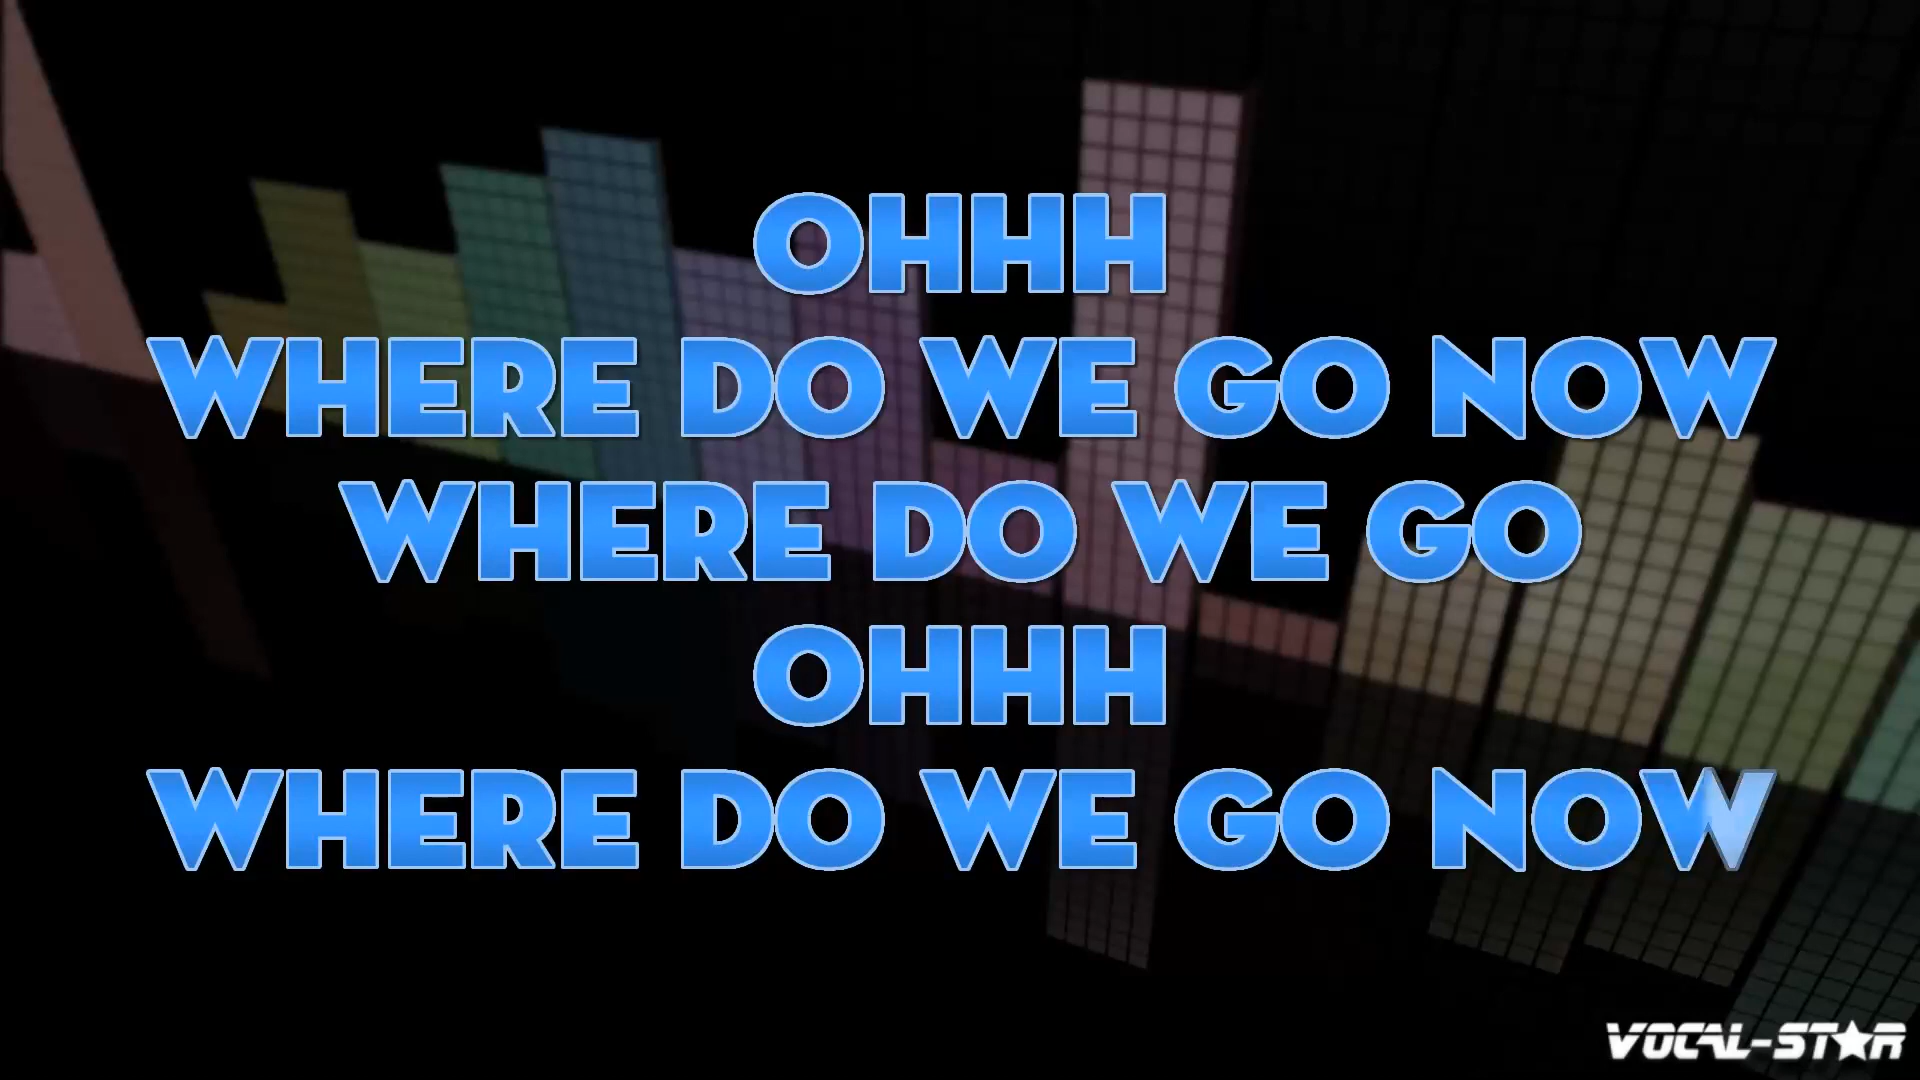 OHHH
WHERE DO WE GO NOW
WHERE DO WE GO
OHHH
WHERE DO WE GO NOW
VOCAL-STAR